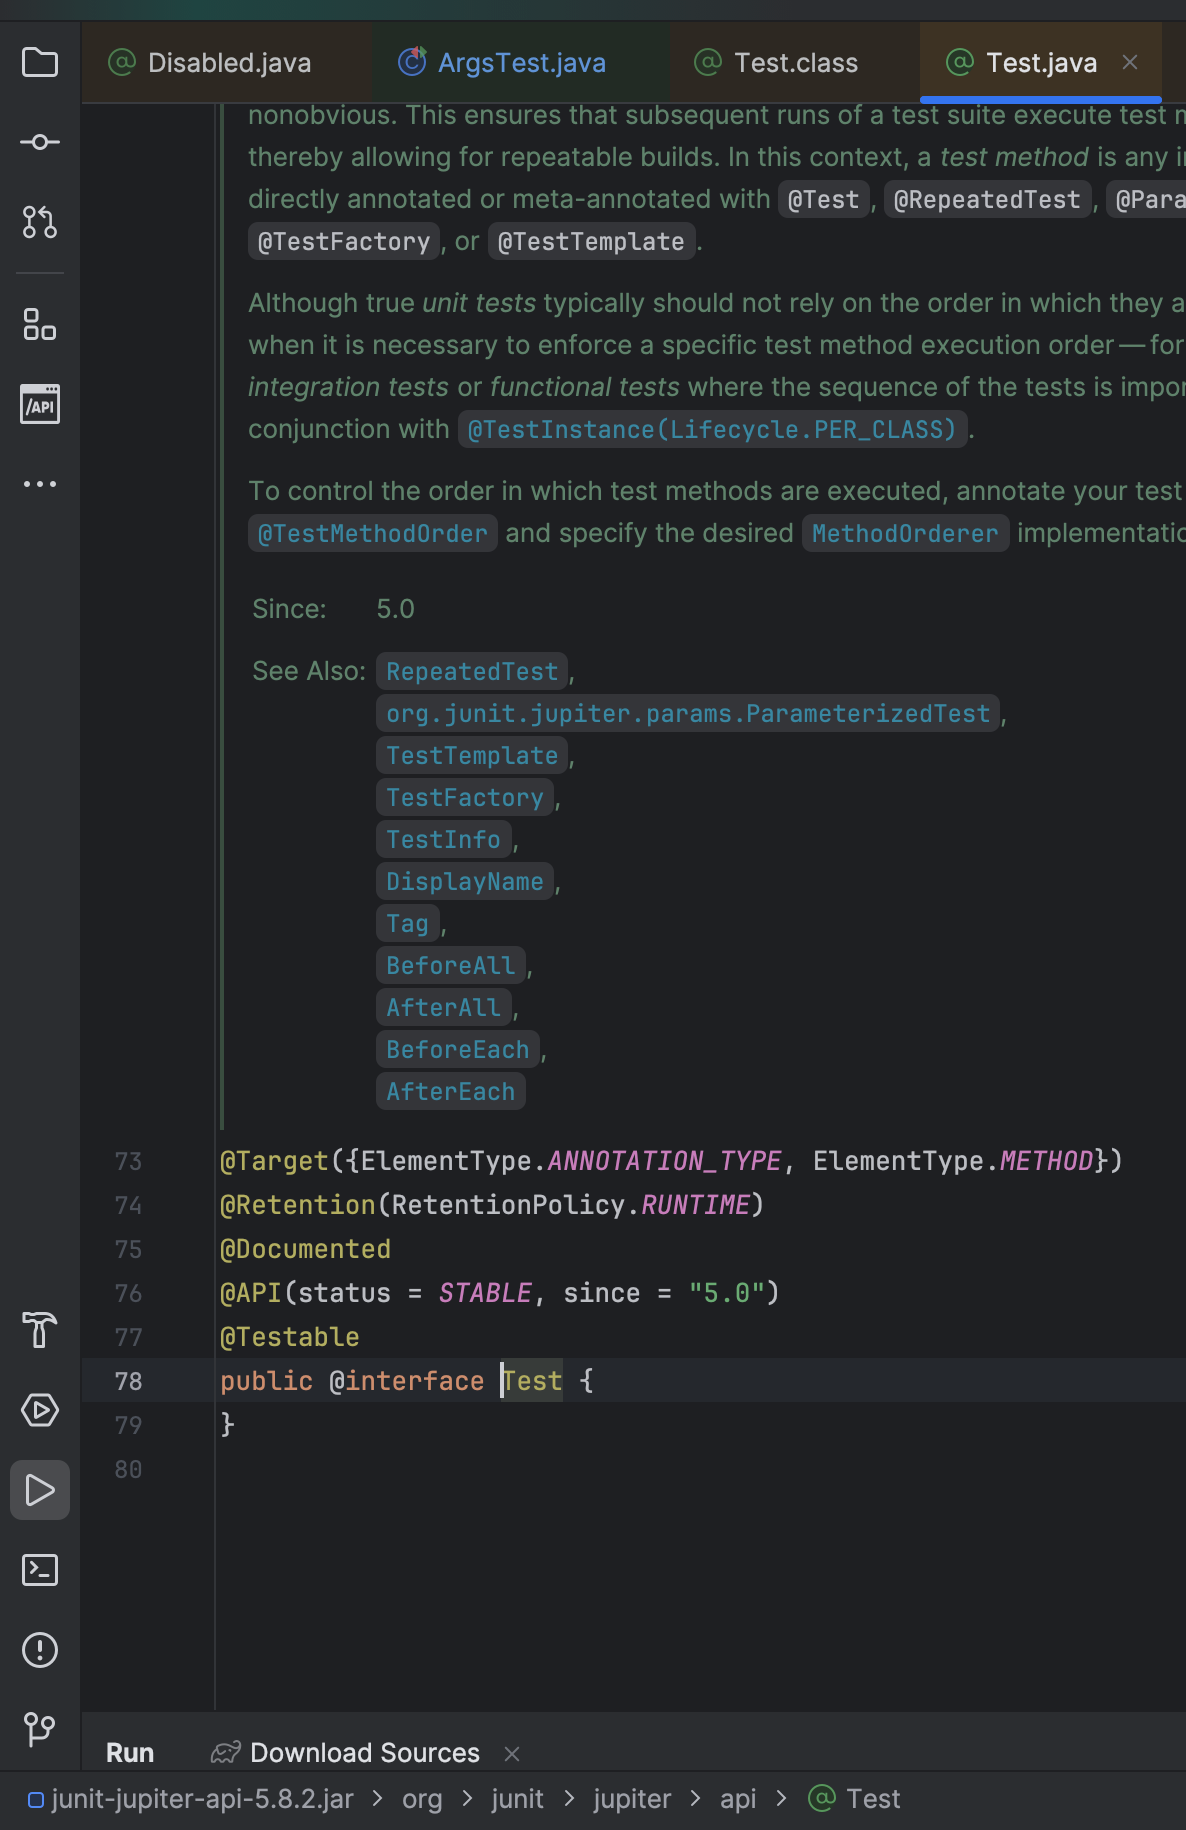 Disabled.java ArgsTest.java Test.class Test.java
nonobvious. This ensures that subsequent runs of a test suite execute test
thereby allowing for repeatable builds. In this context, a test method is any
directly annotated or meta-annotated with @Test, @RepeatedTest, @Para
@TestFactory, or @TestTemplate.
Although true unit tests typically should not rely on the order in which they a
when it is necessary to enforce a specific test method execution order—for
integration tests or functional tests where the sequence of the tests is impor
conjunction with @TestInstance(Lifecycle.PER_CLASS).
To control the order in which test methods are executed, annotate your test
@TestMethodOrder and specify the desired MethodOrderer implementatio
Since: 5.0
See Also: RepeatedTest,
org.junit.jupiter.params.ParameterizedTest,
TestTemplate,
TestFactory,
TestInfo,
DisplayName,
Tag,
BeforeAll,
AfterAll,
BeforeEach,
AfterEach
/API
73 @Target({ElementType.ANNOTATION_TYPE, ElementType.METHOD})
74 @Retention(RetentionPolicy.RUNTIME)
75 @Documented
76 @API(status = STABLE, since = "5.0")
77 @Testable
78 public @interface Test {
79 }
80
Run Download Sources
junit-jupiter-api-5.8.2.jar > org > junit > jupiter > api > Test